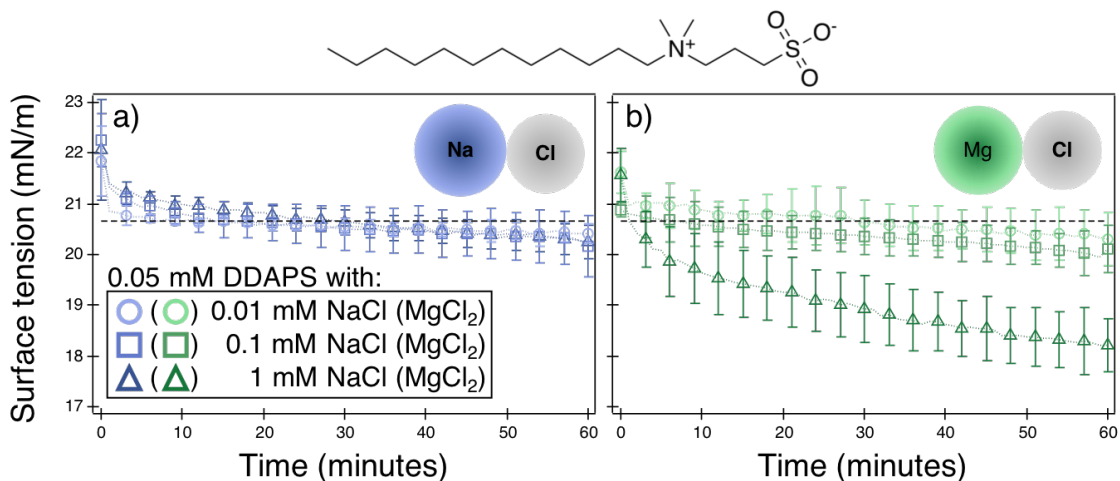 N+
S
O
O-
O
Surface tension (mN/m)
23
22
21
20
19
18
17
a)
Na
Cl
0.05 mM DDAPS with:
( ) 0.01 mM NaCl (MgCl₂)
( ) 0.1 mM NaCl (MgCl₂)
( ) 1 mM NaCl (MgCl₂)
0 10 20 30 40 50 60
Time (minutes)
b)
Mg
Cl
0 10 20 30 40 50 60
Time (minutes)